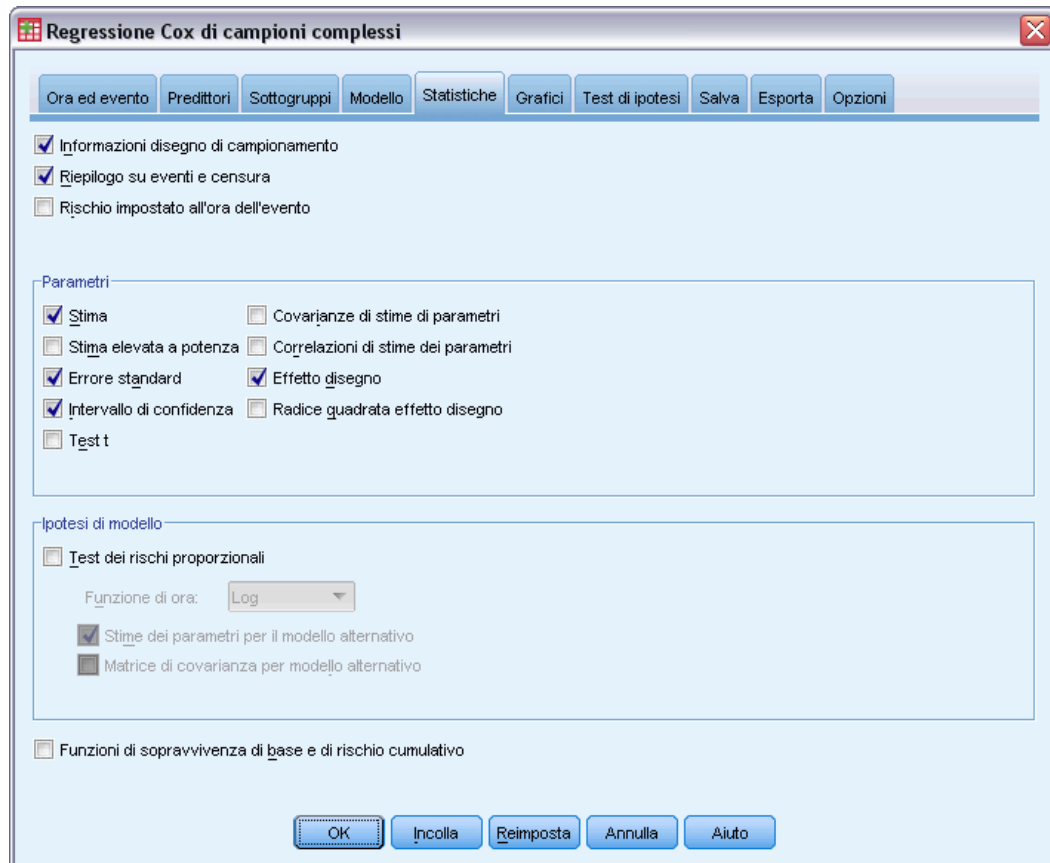 Regressione Cox di campioni complessi
Ora ed evento Predittori Sottogruppi Modello Statistiche Grafici Test di ipotesi Salva Esporta Opzioni
Informazioni disegno di campionamento
Riepilogo su eventi e censura
Rischio impostato all'ora dell'evento
Parametri
Stima Covarianze di stime di parametri
Stima elevata a potenza Correlazioni di stime dei parametri
Errore standard Effetto disegno
Intervallo di confidenza Radice quadrata effetto disegno
Test t
Ipotesi di modello
Test dei rischi proporzionali
Funzione di ora: Log
Stime dei parametri per il modello alternativo
Matrice di covarianza per modello alternativo
Funzioni di sopravvivenza di base e di rischio cumulativo
OK Incolla Reimposta Annulla Aiuto